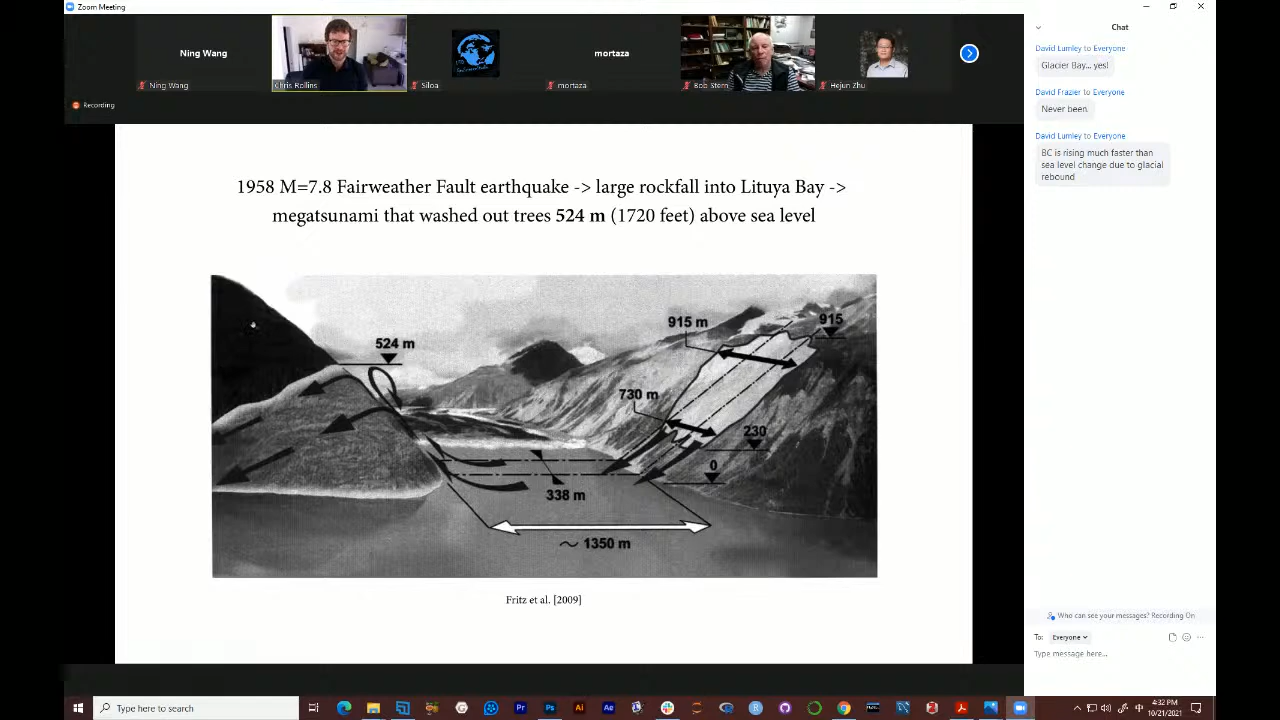 Zoom Meeting
Ning Wang
mortaza
Ning Wang
Chris Rollins
Siloa
mortaza
Bob Stern
Hejun Zhu
Recording
1958 M=7.8 Fairweather Fault earthquake -> large rockfall into Lituya Bay ->
megatsunami that washed out trees 524 m (1720 feet) above sea level
915 m
915
524 m
730 m
230
0
338 m
~ 1350 m
Fritz et al. [2009]
Chat
David Lumley to Everyone
Glacier Bay... yes!
David Frazier to Everyone
Never been.
David Lumley to Everyone
BC is rising much faster than
sea level change due to glacial
rebound
Who can see your messages? Recording On
To: Everyone
Type message here...
Type here to search
Pr
Ps
Ai
Ae
中
4:32 PM
10/21/2021